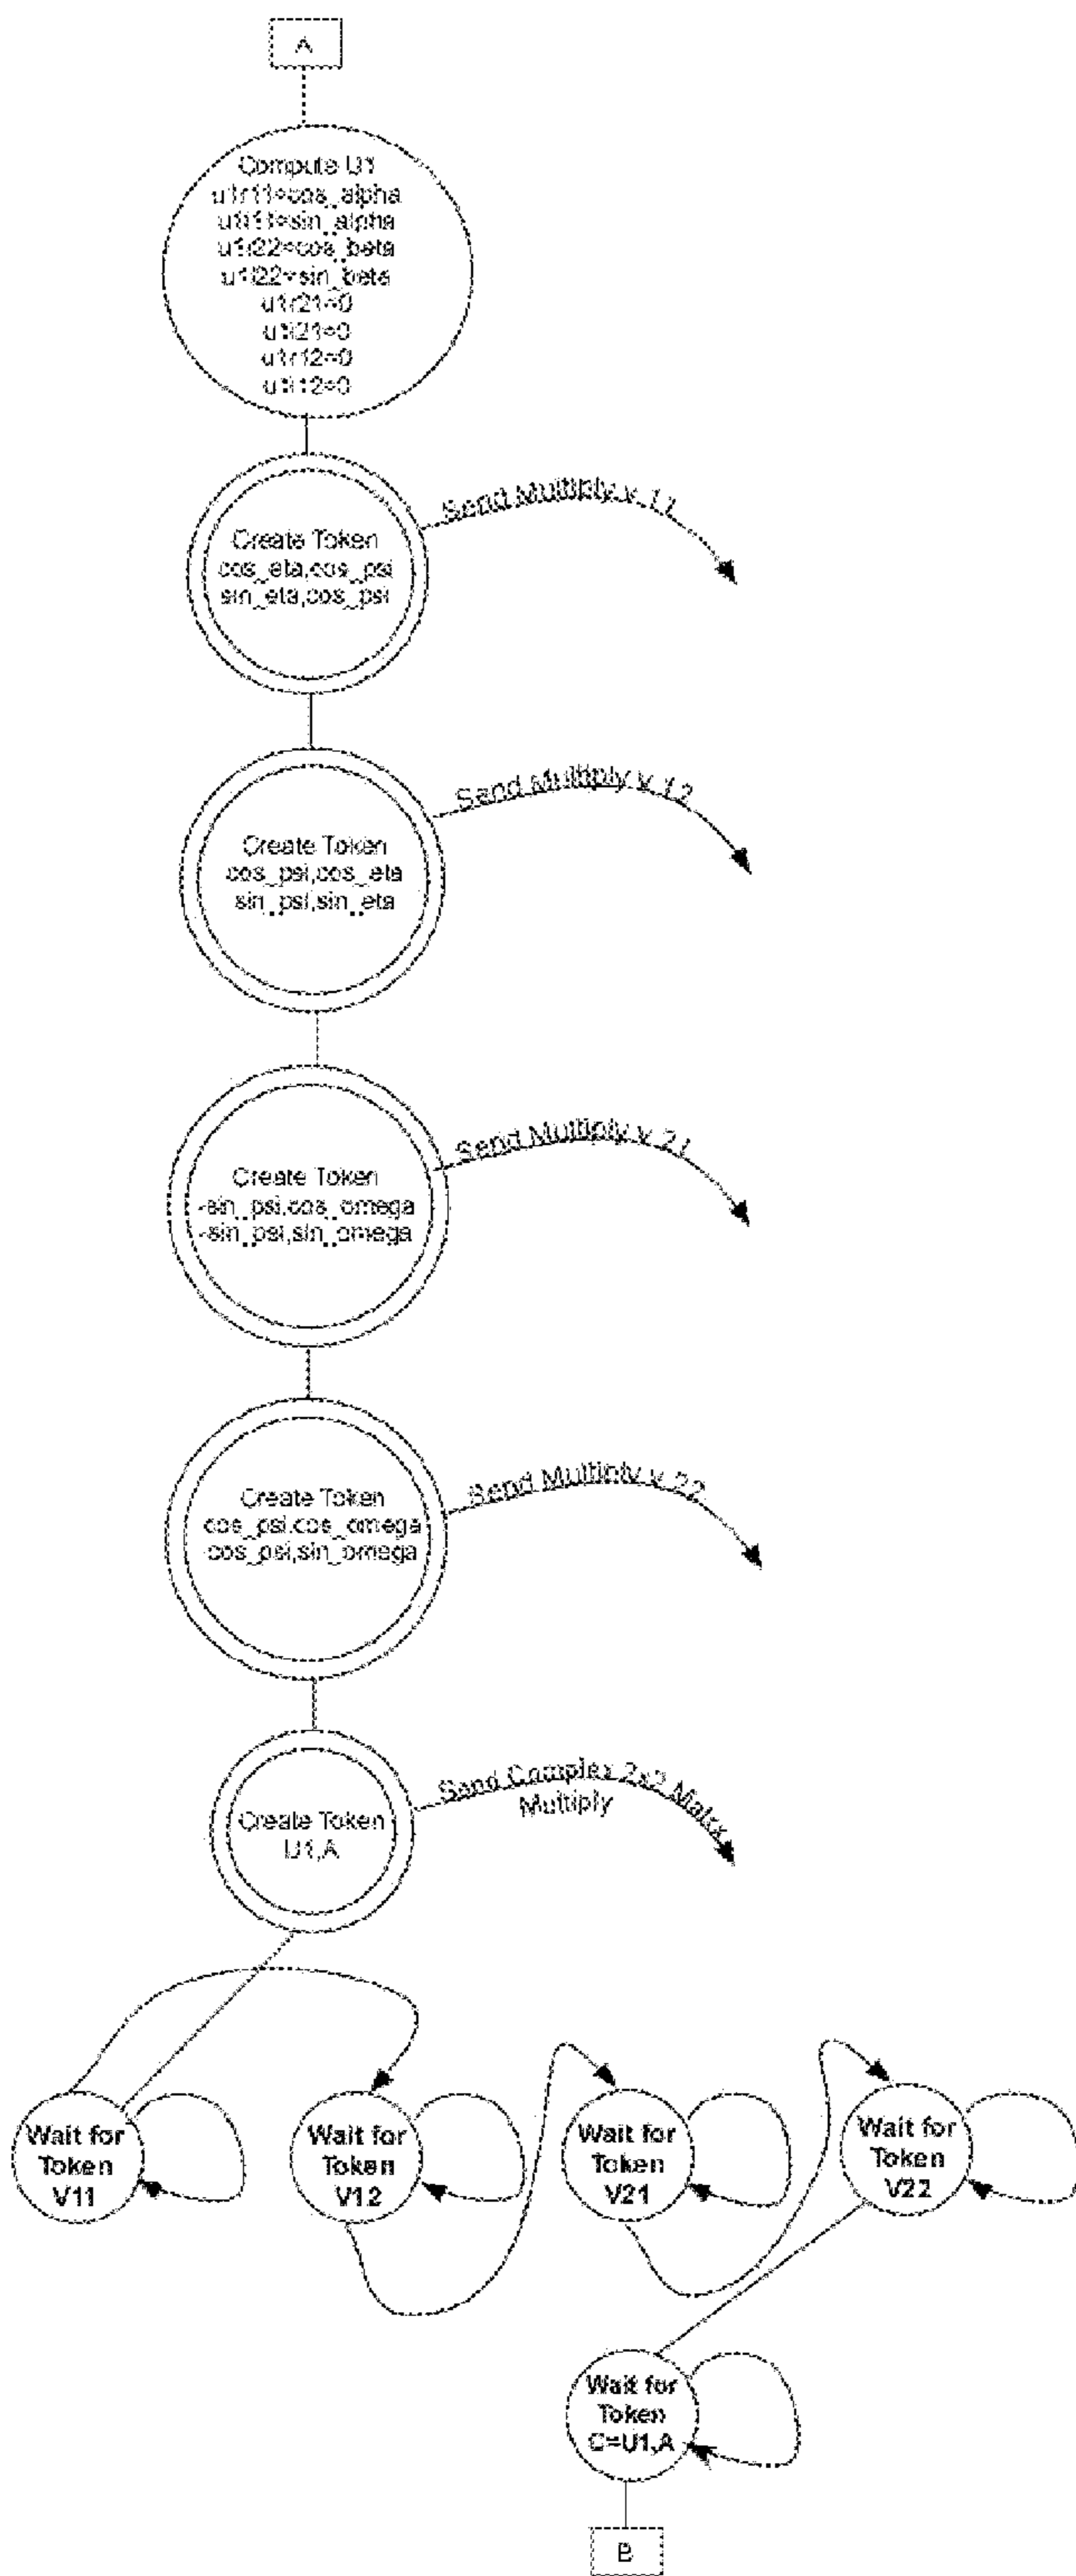 A
Compute U1
u1r11=cos_alpha
u1i11=sin_alpha
u1r22=cos_beta
u1i22=sin_beta
u1r21=0
u1i21=0
u1r12=0
u1i12=0
Create Token
cos_eta,cos_psi
sin_eta,cos_psi
Send Multiply v 11
Create Token
cos_psi,cos_eta
sin_psi,sin_eta
Send Multiply v 12
Create Token
-sin_psi,cos_omega
-sin_psi,sin_omega
Send Multiply v 21
Create Token
cos_psi,cos_omega
cos_psi,sin_omega
Send Multiply v 22
Create Token
U1,A
Send Complex 2x2 Matrx
Multiply
Wait for
Token
V11
Wait for
Token
V12
Wait for
Token
V21
Wait for
Token
V22
Wait for
Token
C=U1,A
B